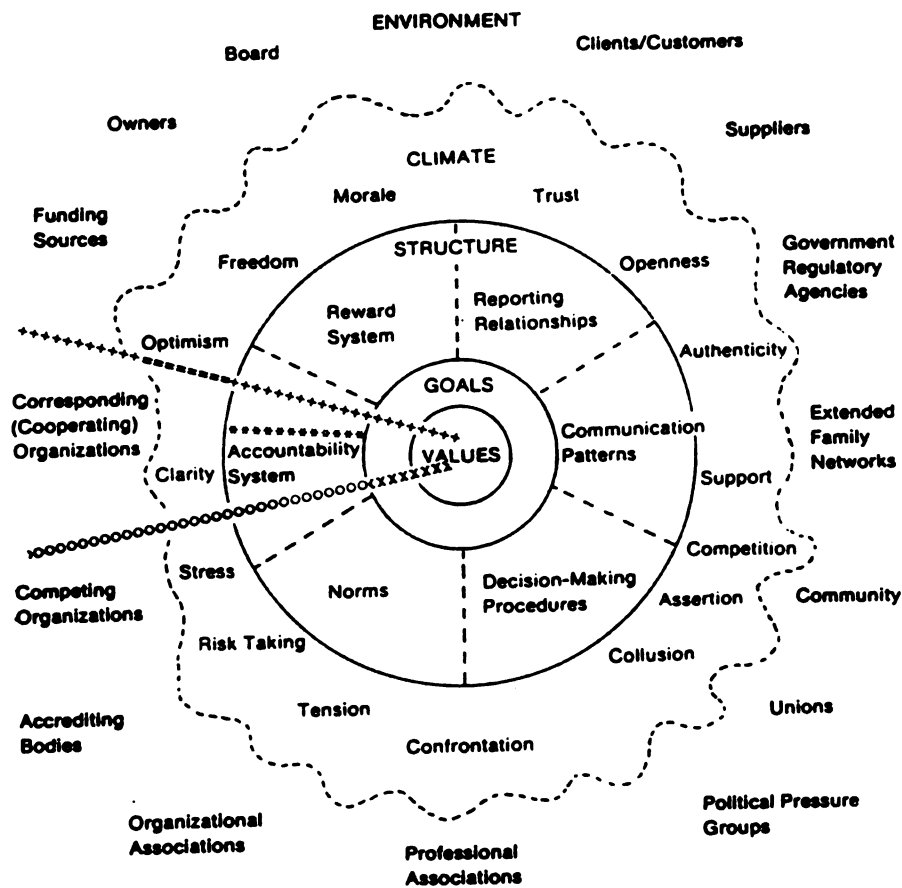 ENVIRONMENT
Board
Clients/Customers
Owners
Suppliers
CLIMATE
Morale
Trust
Funding
Sources
STRUCTURE
Freedom
Openness
Government
Regulatory
Agencies
Reward
System
Reporting
Relationships
Optimism
Authenticity
GOALS
Corresponding
(Cooperating)
Organizations
Extended
Family
Networks
Communication
Patterns
Accountability
System
VALUES
Clarity
Support
Stress
Competition
Competing
Organizations
Norms
Decision-Making
Procedures
Assertion
Community
Risk Taking
Collusion
Accrediting
Bodies
Tension
Unions
Confrontation
Organizational
Associations
Political Pressure
Groups
Professional
Associations